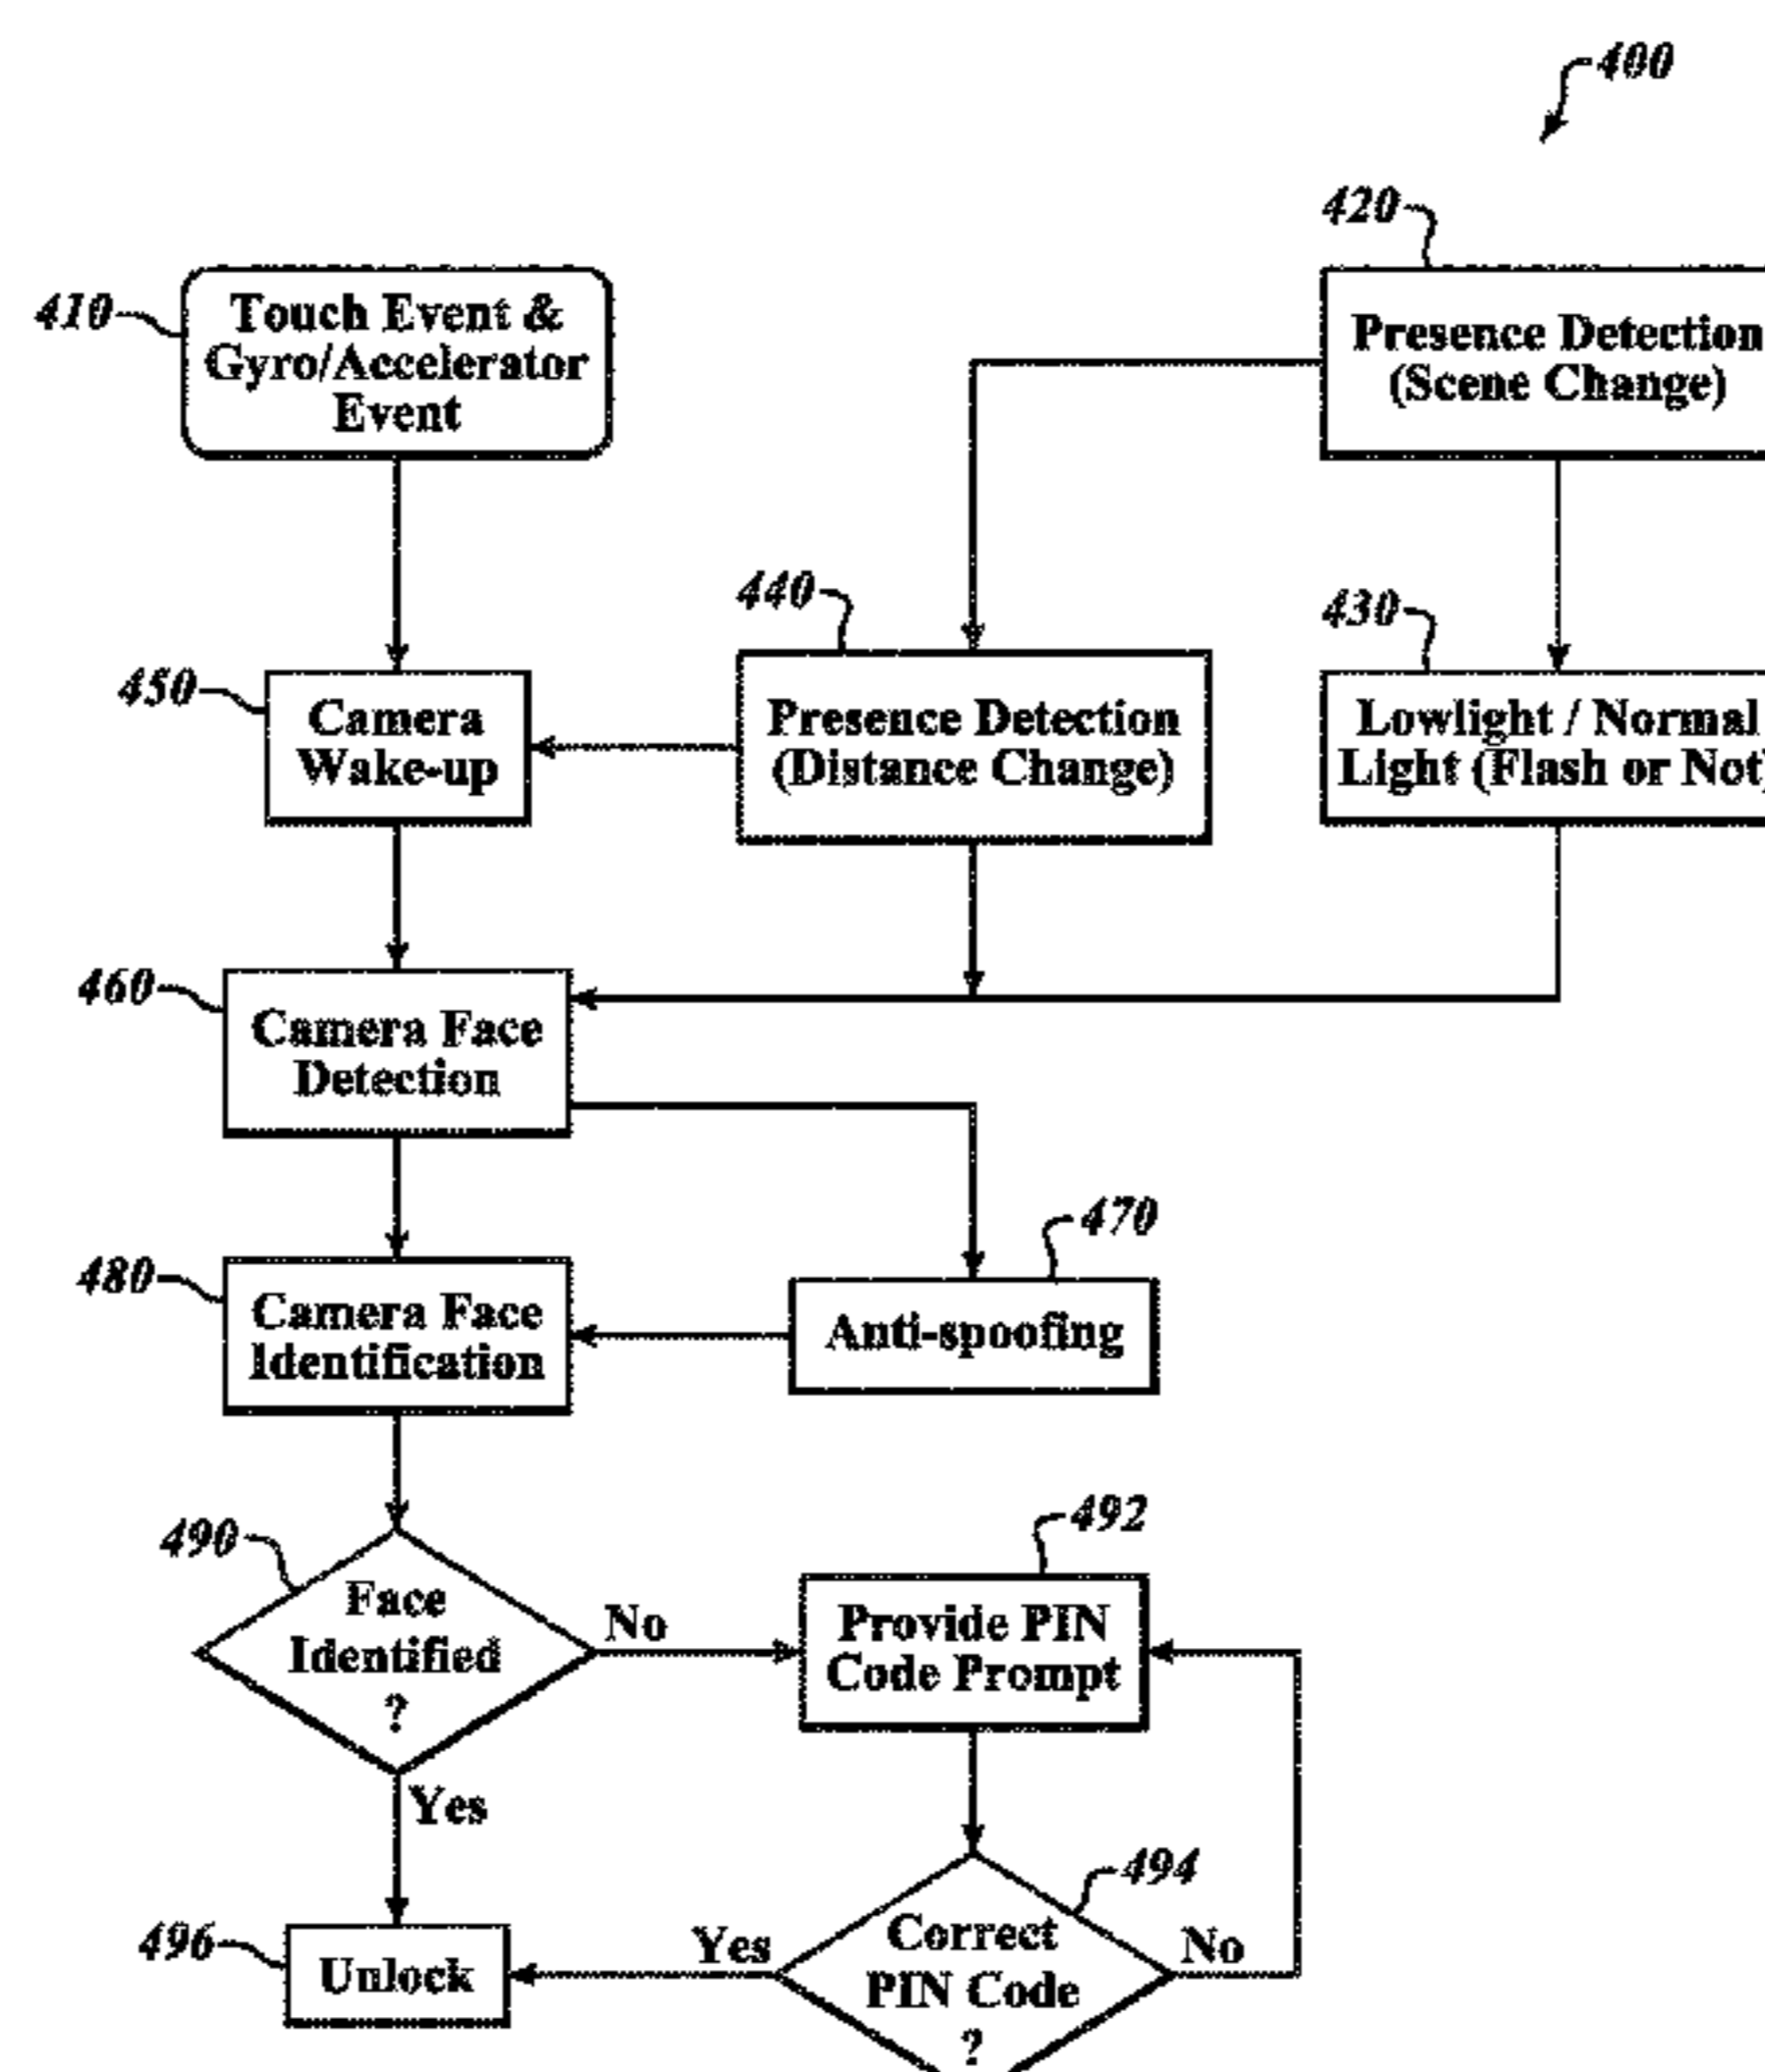 400
420
410
Touch Event &
Gyro/Accelerator
Event
Presence Detection
(Scene Change)
440
430
450
Camera
Wake-up
Presence Detection
(Distance Change)
Lowlight / Normal
Light (Flash or Not)
460
Camera Face
Detection
470
480
Camera Face
Identification
Anti-spoofing
490
492
Face
Identified
?
No
Provide PIN
Code Prompt
Yes
494
496
Unlock
Yes
Correct
PIN Code
?
No